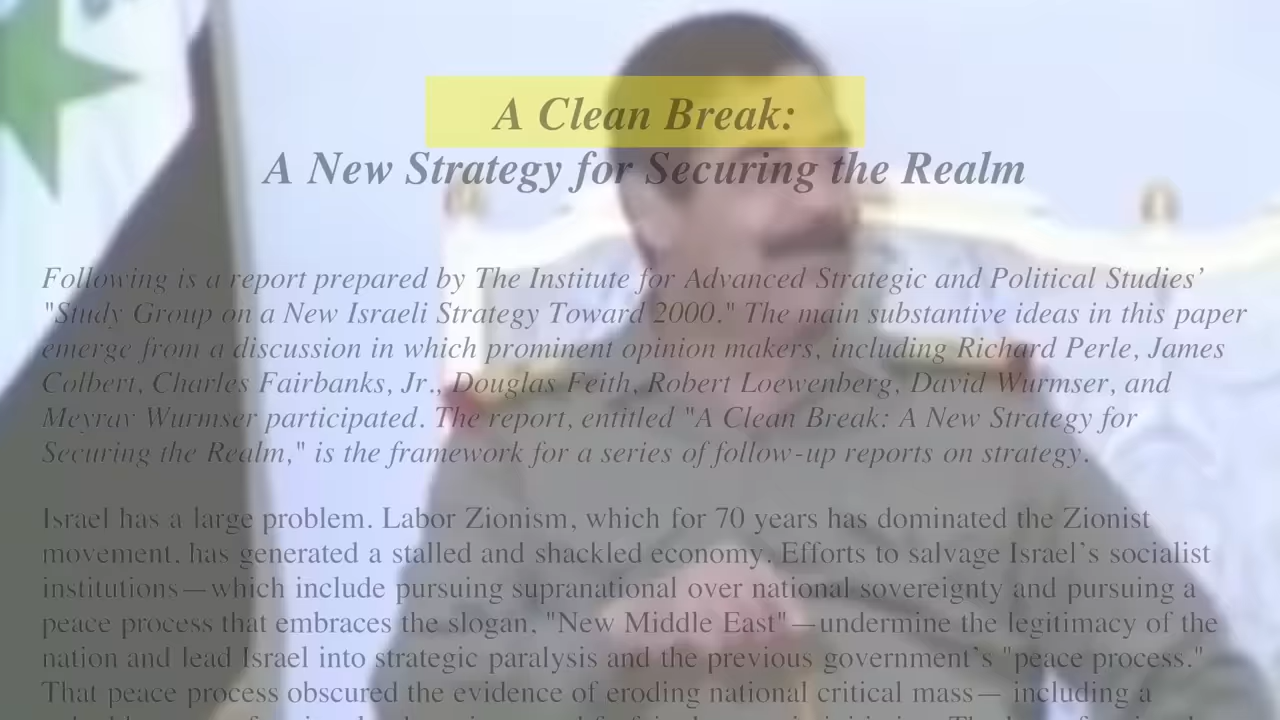 A Clean Break:
A New Strategy for Securing the Realm
Following is a report prepared by The Institute for Advanced Strategic and Political Studies'
"Study Group on a New Israeli Strategy Toward 2000." The main substantive ideas in this paper
emerge from a discussion in which prominent opinion makers, including Richard Perle, James
Colbert, Charles Fairbanks, Jr., Douglas Feith, Robert Loewenberg, David Wurmser, and
Meyrav Wurmser participated. The report, entitled "A Clean Break: A New Strategy for
Securing the Realm," is the framework for a series of follow-up reports on strategy.
Israel has a large problem. Labor Zionism, which for 70 years has dominated the Zionist
movement, has generated a stalled and shackled economy. Efforts to salvage Israel's socialist
institutions—which include pursuing supranational over national sovereignty and pursuing a
peace process that embraces the slogan, "New Middle East"—undermine the legitimacy of the
nation and lead Israel into strategic paralysis and the previous government's "peace process."
That peace process obscured the evidence of eroding national critical mass— including a